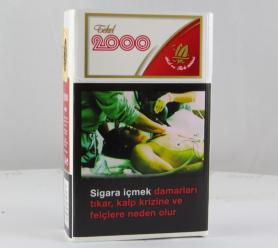 Tekel
2000
Sigara içmek damarları
tıkar, kalp krizine ve
felçlere neden olur